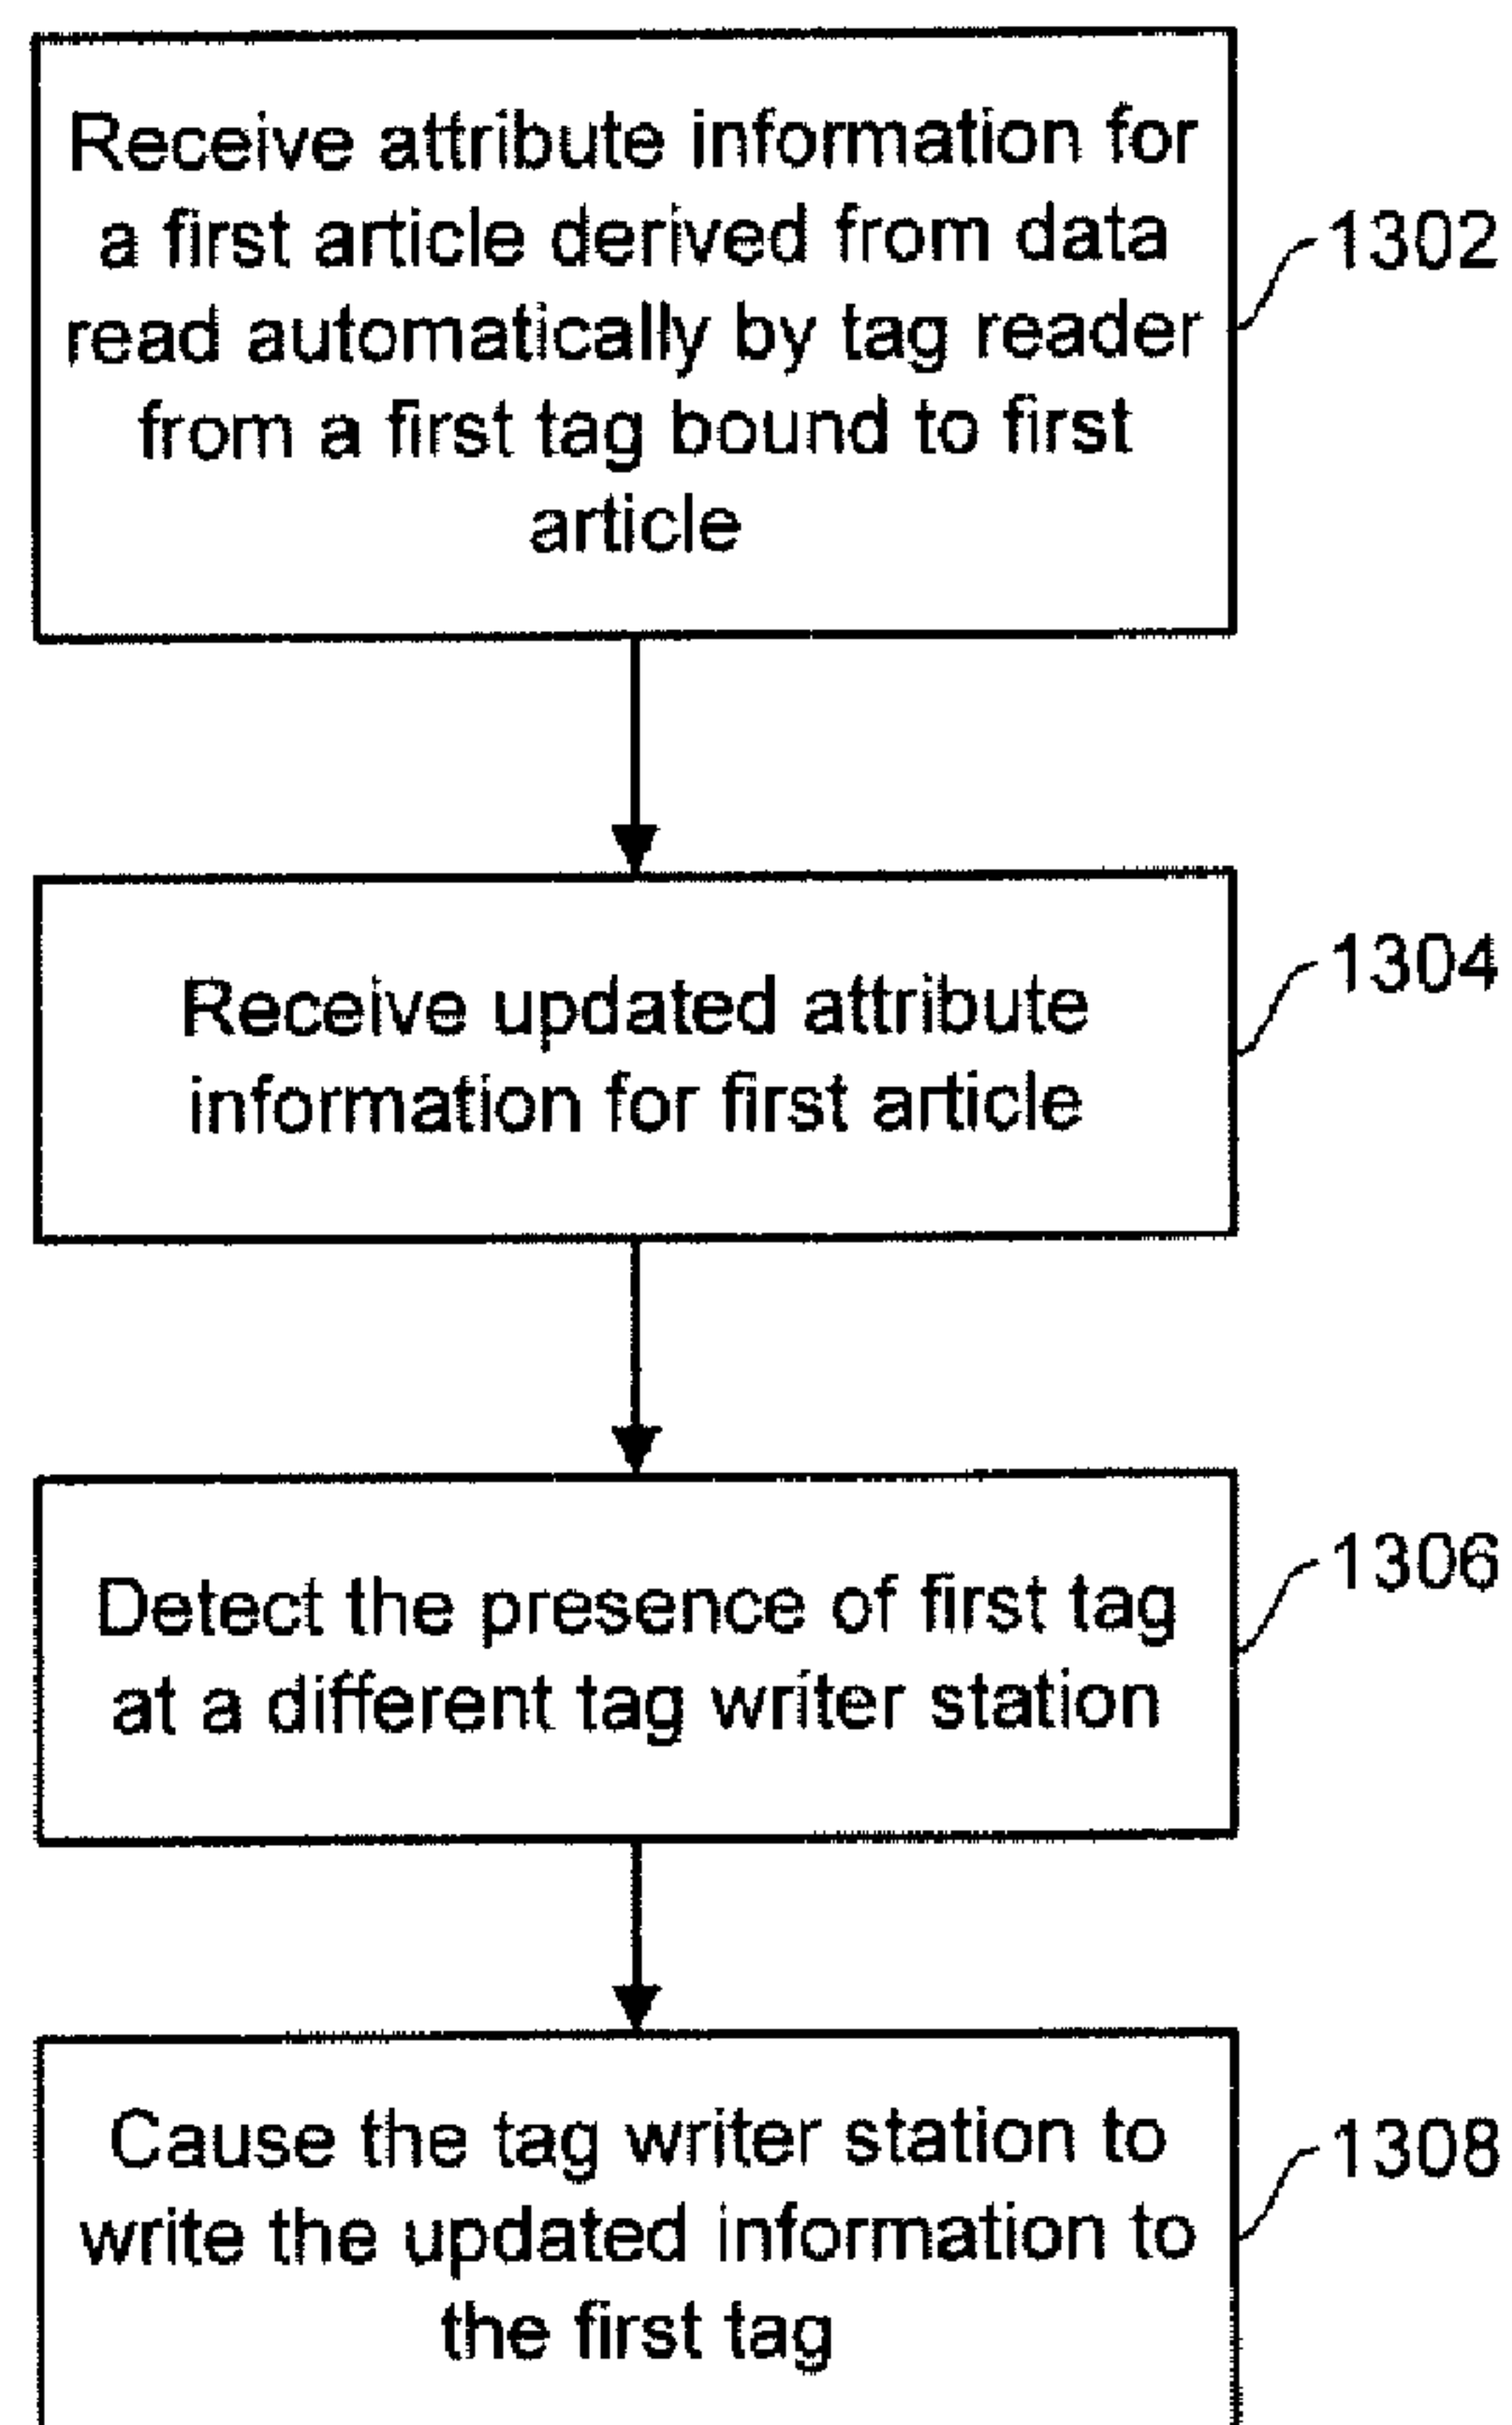 Receive attribute information for
a first article derived from data
read automatically by tag reader
from a first tag bound to first
article
1302
Receive updated attribute
information for first article
1304
Detect the presence of first tag
at a different tag writer station
1306
Cause the tag writer station to
write the updated information to
the first tag
1308